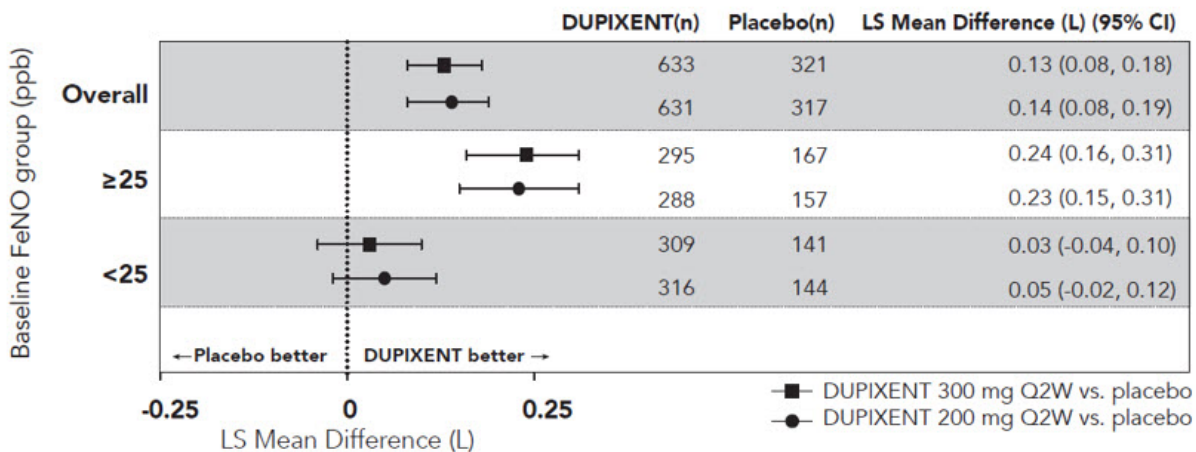 DUPIXENT(n) Placebo(n) LS Mean Difference (L) (95% CI)
Baseline FeNO group (ppb)
Overall
633 321 0.13 (0.08, 0.18)
631 317 0.14 (0.08, 0.19)
≥25
295 167 0.24 (0.16, 0.31)
288 157 0.23 (0.15, 0.31)
<25
309 141 0.03 (-0.04, 0.10)
316 144 0.05 (-0.02, 0.12)
←Placebo better DUPIXENT better →
-0.25 0 0.25
LS Mean Difference (L)
DUPIXENT 300 mg Q2W vs. placebo
DUPIXENT 200 mg Q2W vs. placebo